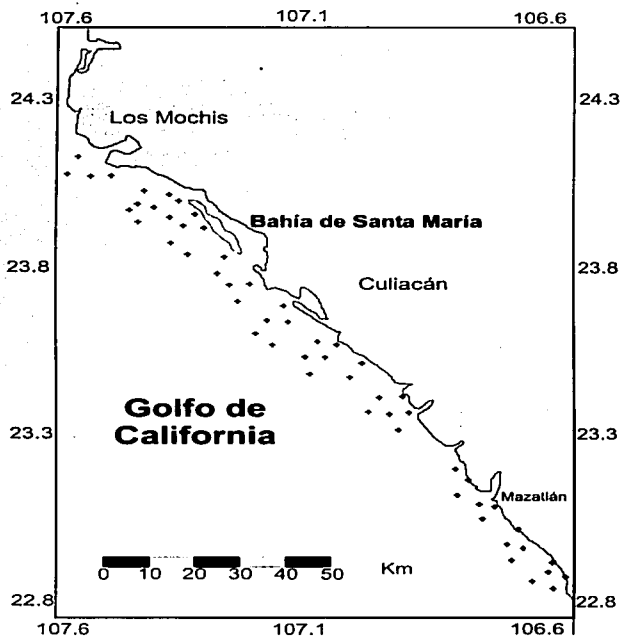 107.6 107.1 106.6
24.3 24.3
Los Mochis
Bahía de Santa María
23.8 23.8
Culiacán
Golfo de
California
23.3 23.3
Mazatlán
0 10 20 30 40 50 Km
22.8 22.8
107.6 107.1 106.6